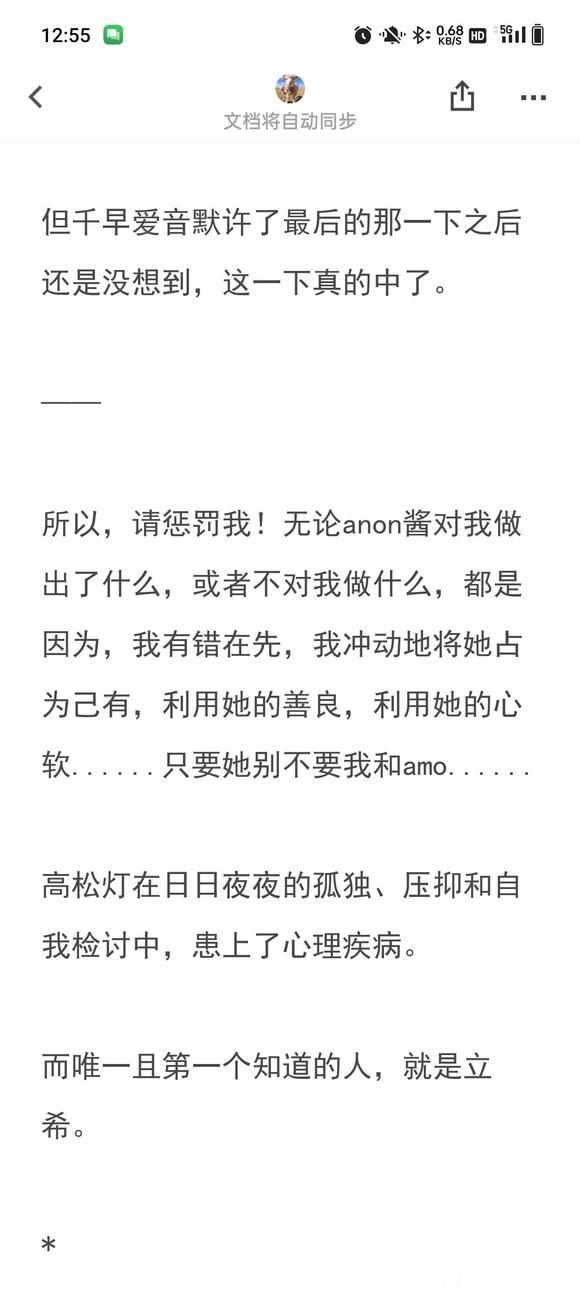 12:55
0.68
KB/S
HD
5G
文档将自动同步
但千早爱音默许了最后的那一下之后
还是没想到，这一下真的中了。
——
所以，请惩罚我！无论anon酱对我做
出了什么，或者不对我做什么，都是
因为，我有错在先，我冲动地将她占
为己有，利用她的善良，利用她的心
软......只要她别不要我和amo......
高松灯在日日夜夜的孤独、压抑和自
我检讨中，患上了心理疾病。
而唯一且第一个知道的人，就是立
希。
*